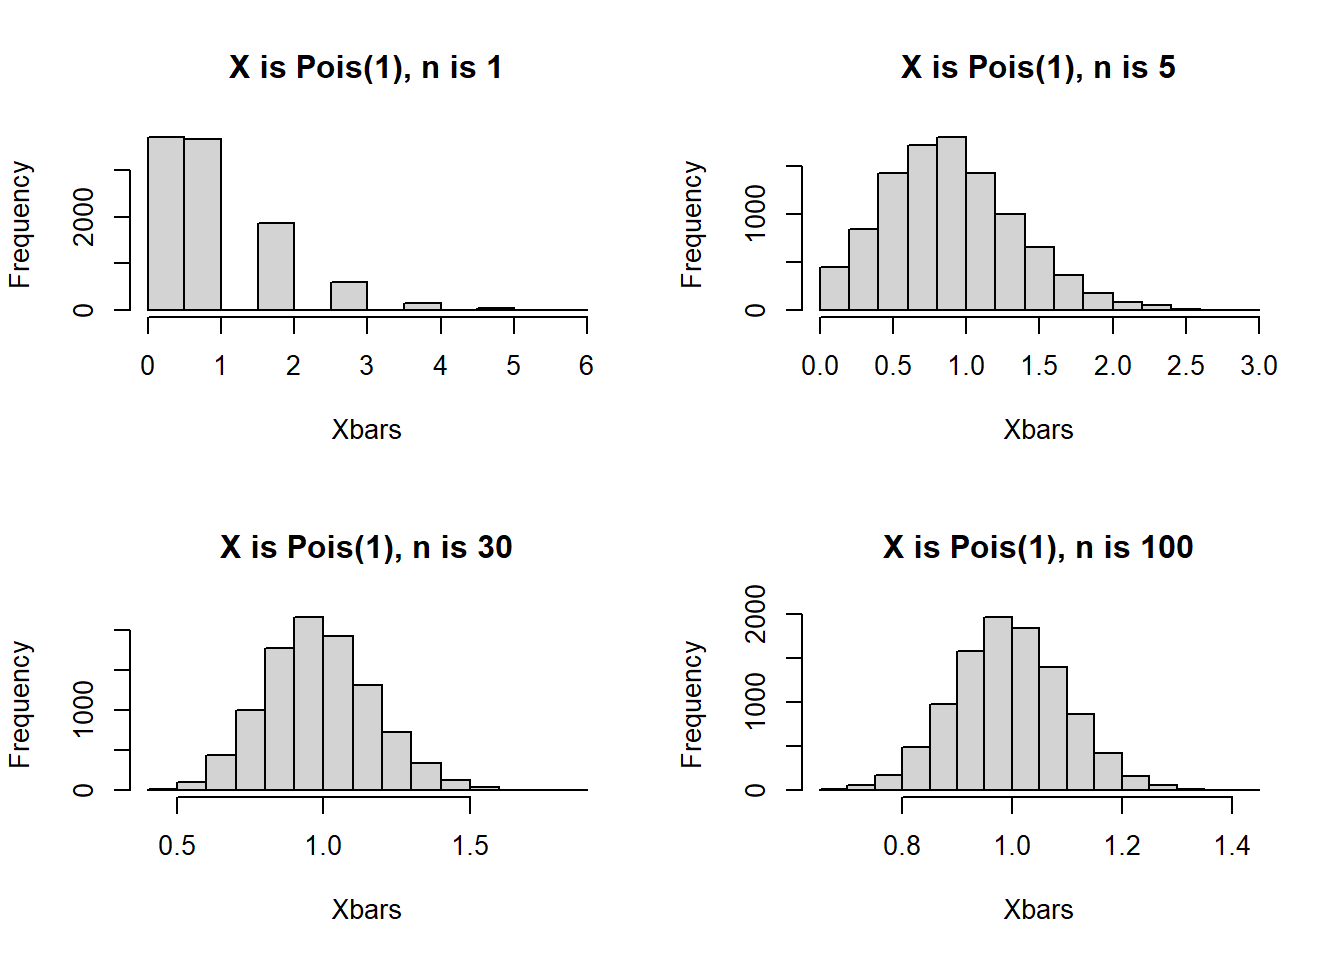 X is Pois(1), n is 1
Frequency
0 2000
0 1 2 3 4 5 6
Xbars
X is Pois(1), n is 5
Frequency
0 1000
0.0 0.5 1.0 1.5 2.0 2.5 3.0
Xbars
X is Pois(1), n is 30
Frequency
0 1000
0.5 1.0 1.5
Xbars
X is Pois(1), n is 100
Frequency
0 1000 2000
0.8 1.0 1.2 1.4
Xbars